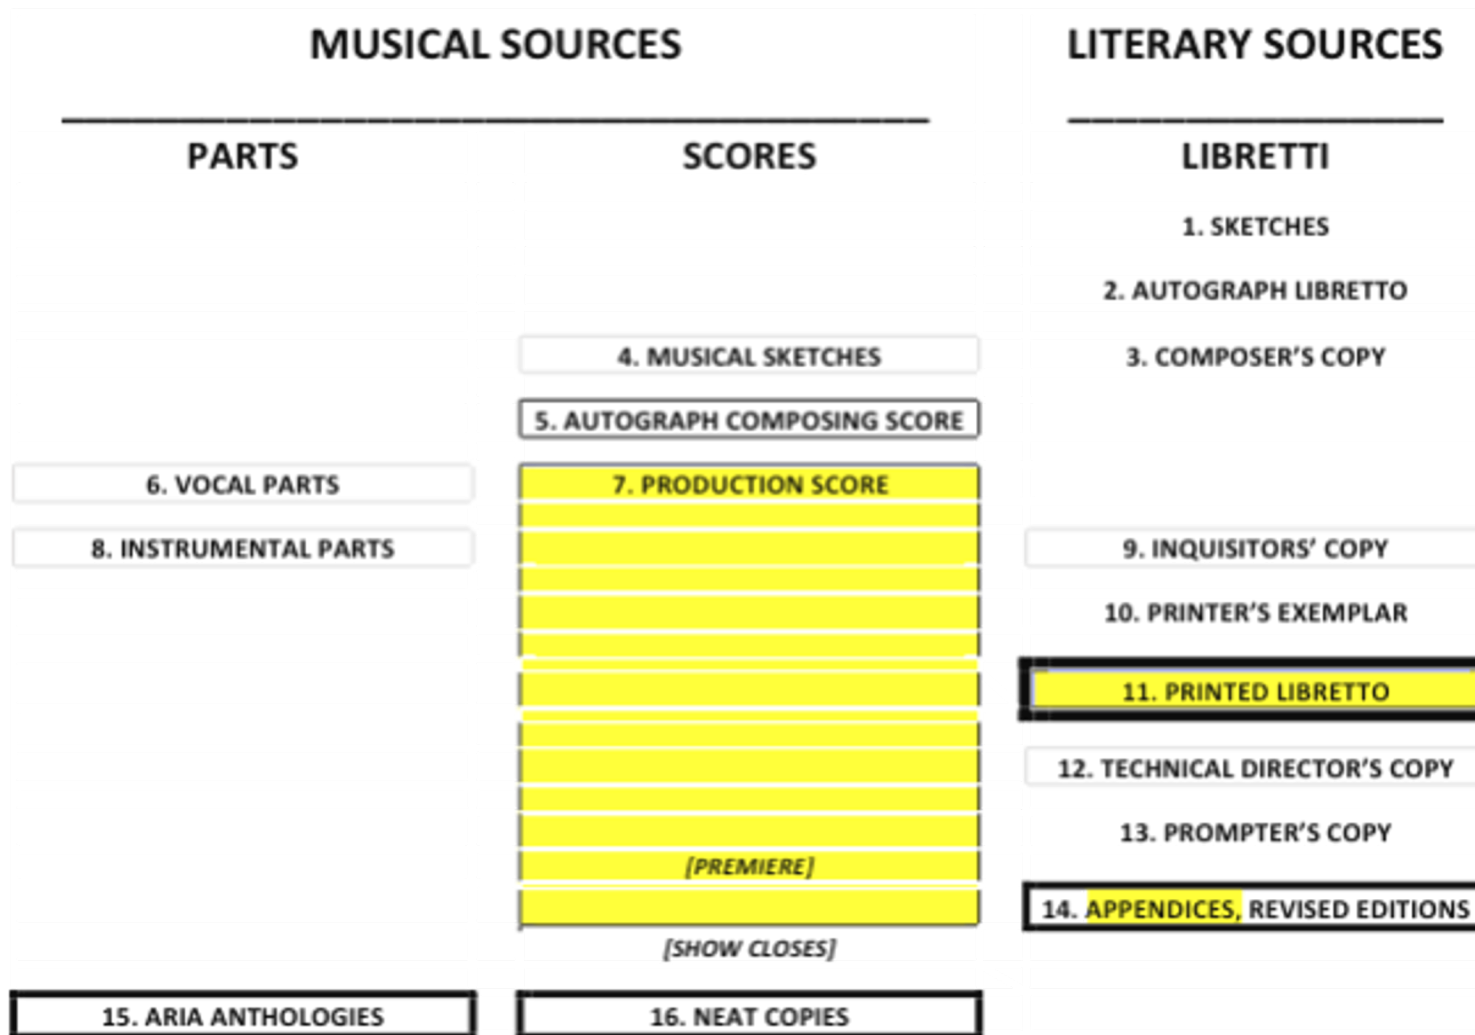 MUSICAL SOURCES
LITERARY SOURCES
PARTS
SCORES
LIBRETTI
1. SKETCHES
2. AUTOGRAPH LIBRETTO
4. MUSICAL SKETCHES
3. COMPOSER’S COPY
5. AUTOGRAPH COMPOSING SCORE
6. VOCAL PARTS
7. PRODUCTION SCORE
8. INSTRUMENTAL PARTS
9. INQUISITORS’ COPY
10. PRINTER’S EXEMPLAR
11. PRINTED LIBRETTO
12. TECHNICAL DIRECTOR’S COPY
13. PROMPTER’S COPY
[PREMIERE]
14. APPENDICES, REVISED EDITIONS
[SHOW CLOSES]
15. ARIA ANTHOLOGIES
16. NEAT COPIES